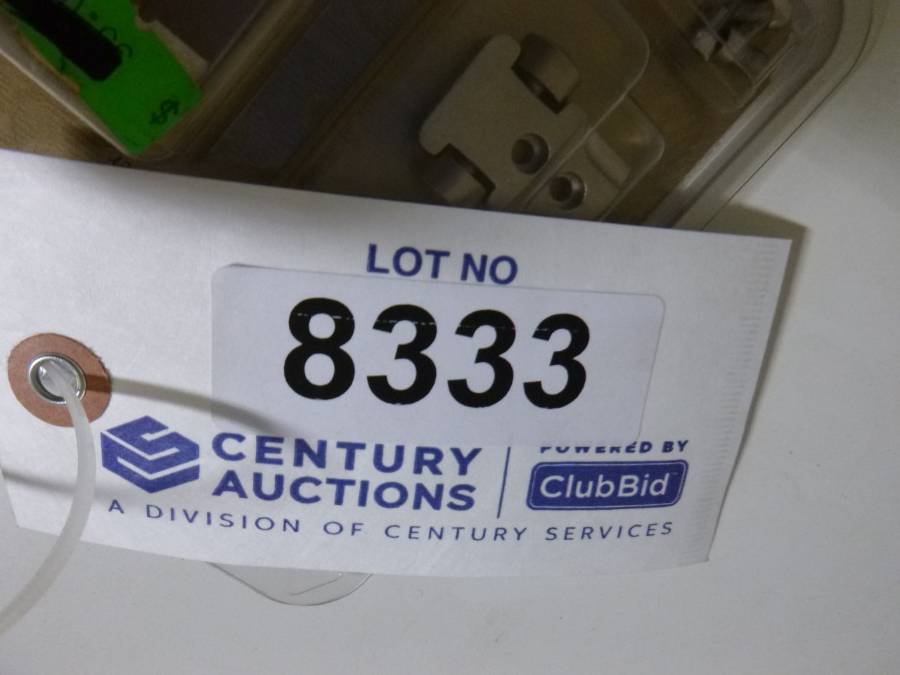 LOT NO
8333
CENTURY
AUCTIONS
POWERED BY
ClubBid
A DIVISION OF CENTURY SERVICES